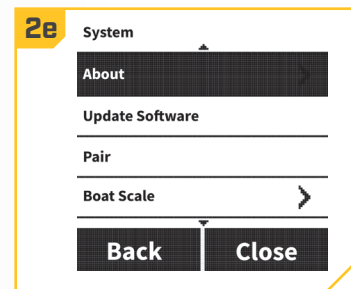 2e
System
About
Update Software
Pair
Boat Scale
Back Close